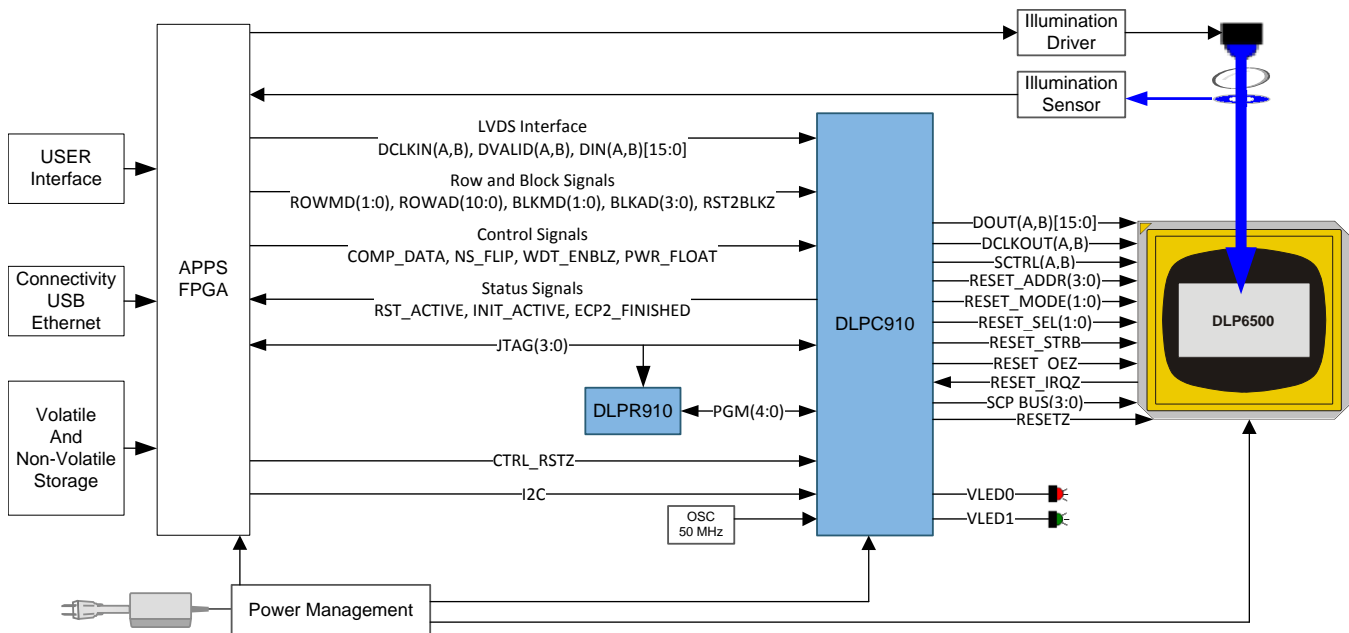 Illumination
Driver
Illumination
Sensor
LVDS Interface
DCLKIN(A,B), DVALID(A,B), DIN(A,B)[15:0]
USER
Interface
Row and Block Signals
ROWMD(1:0), ROWAD(10:0), BLKMD(1:0), BLKAD(3:0), RST2BLKZ
Control Signals
COMP_DATA, NS_FLIP, WDT_ENBLZ, PWR_FLOAT
APPS
FPGA
Connectivity
USB
Ethernet
Status Signals
RST_ACTIVE, INIT_ACTIVE, ECP2_FINISHED
DLPC910
DOUT(A,B)[15:0]
DCLKOUT(A,B)
SCTRL(A,B)
RESET_ADDR(3:0)
RESET_MODE(1:0)
RESET_SEL(1:0)
RESET_STRB
RESET_OEZ
RESET_IRQZ
SCP BUS(3:0)
RESETZ
DLP6500
JTAG(3:0)
DLPR910
PGM(4:0)
Volatile
And
Non-Volatile
Storage
CTRL_RSTZ
I2C
VLED0
VLED1
OSC
50 MHz
Power Management